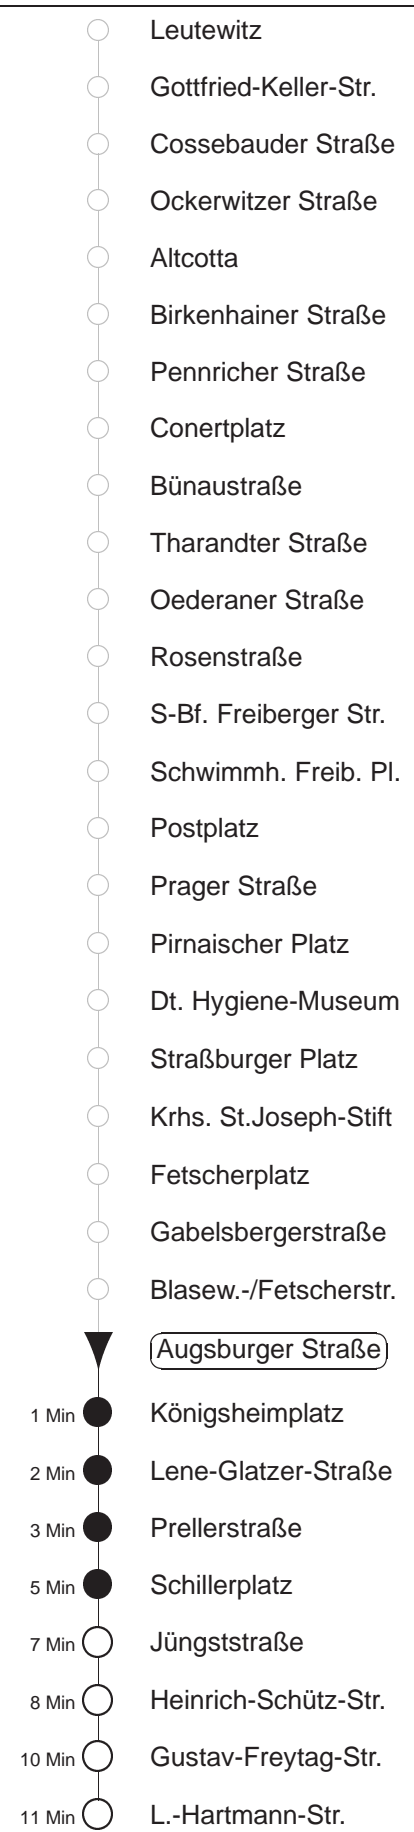 Leutewitz
Gottfried-Keller-Str.
Cossebauder Straße
Ockerwitzer Straße
Altcotta
Birkenhainer Straße
Pennricher Straße
Conertplatz
Bünaustraße
Tharandter Straße
Oederaner Straße
Rosenstraße
S-Bf. Freiberger Str.
Schwimmh. Freib. Pl.
Postplatz
Prager Straße
Pirnaischer Platz
Dt. Hygiene-Museum
Straßburger Platz
Krhs. St.Joseph-Stift
Fetscherplatz
Gabelsbergerstraße
Blasew.-/Fetscherstr.
Augsburger Straße
1 Min Königsheimplatz
2 Min Lene-Glatzer-Straße
3 Min Prellerstraße
5 Min Schillerplatz
7 Min Jüngststraße
8 Min Heinrich-Schütz-Str.
10 Min Gustav-Freytag-Str.
11 Min L.-Hartmann-Str.